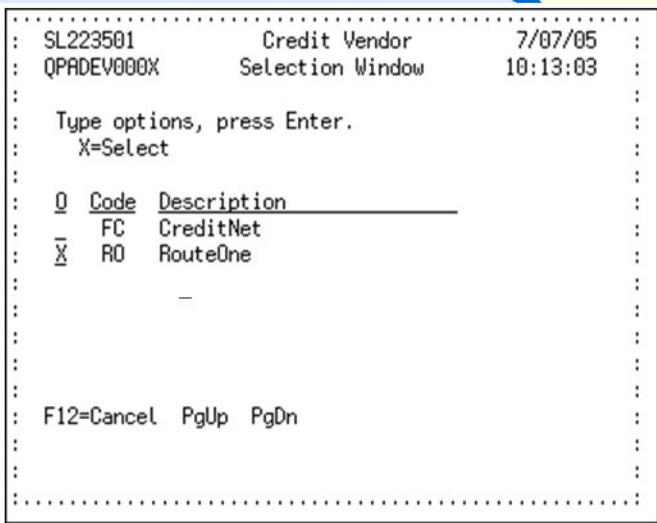 SL223501 Credit Vendor 7/07/05
QPADEV000X Selection Window 10:13:03
Type options, press Enter.
X=Select
O Code Description
_ FC CreditNet
X RO RouteOne
_
F12=Cancel PgUp PgDn